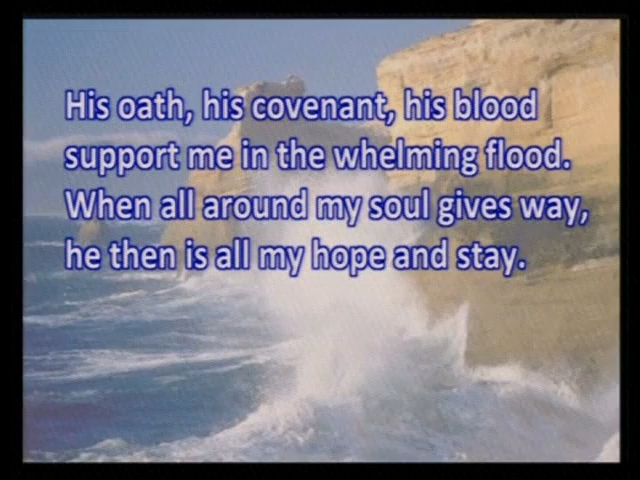 His oath, his covenant, his blood
support me in the whelming flood.
When all around my soul gives way,
he then is all my hope and stay.